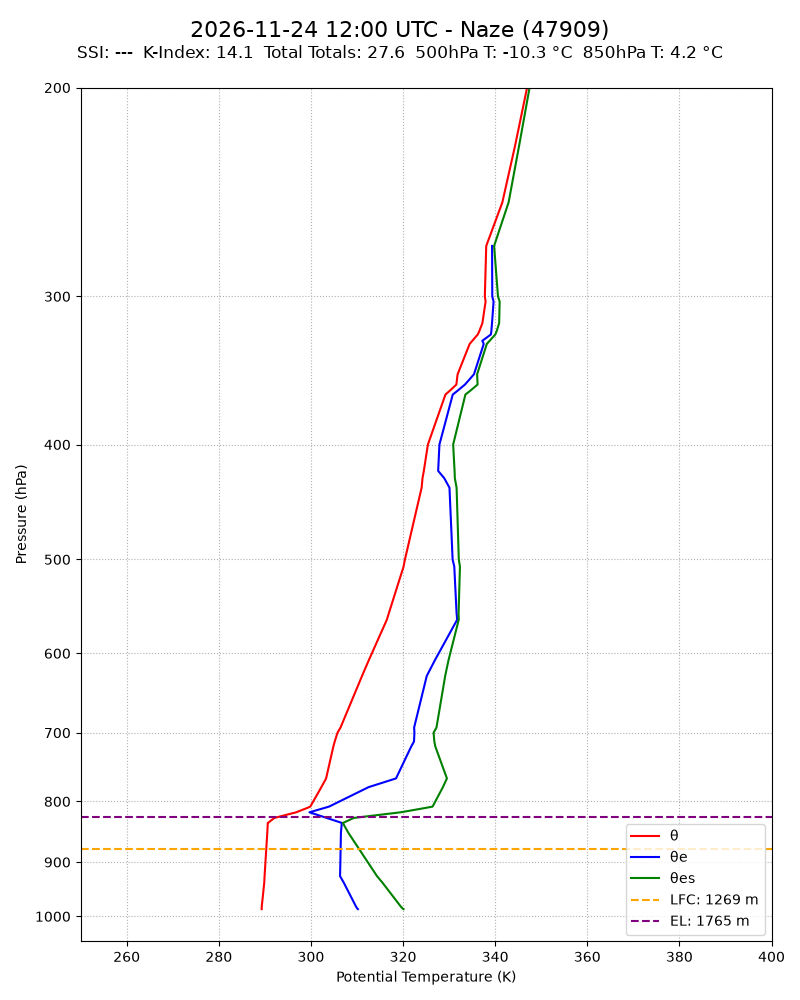 2026-11-24 12:00 UTC - Naze (47909)
SSI: ---  K-Index: 14.1  Total Totals: 27.6  500hPa T: -10.3 °C  850hPa T: 4.2 °C
200
300
400
500
600
700
800
900
1000
Pressure (hPa)
θ
θe
θes
LFC: 1269 m
EL: 1765 m
260
280
300
320
340
360
380
400
Potential Temperature (K)